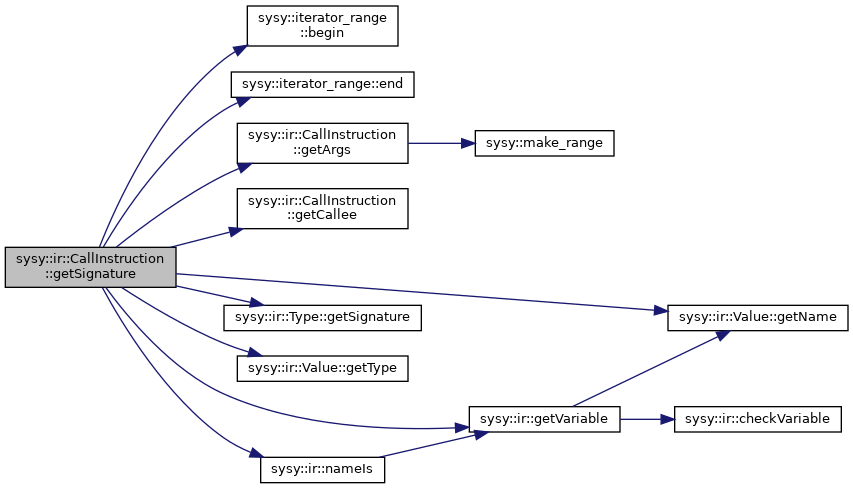 sysy::iterator_range
::begin
sysy::iterator_range::end
sysy::ir::CallInstruction
::getArgs
sysy::make_range
sysy::ir::CallInstruction
::getCallee
sysy::ir::CallInstruction
::getSignature
sysy::ir::Type::getSignature
sysy::ir::Value::getName
sysy::ir::Value::getType
sysy::ir::getVariable
sysy::ir::checkVariable
sysy::ir::nameIs